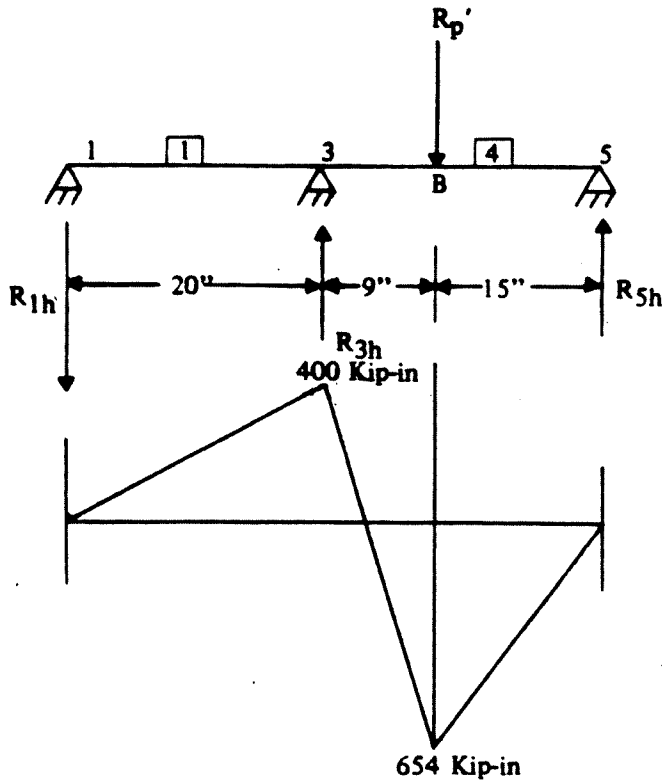 Rp'
1 1 3 4 5
B
20" 9" 15"
R1h R5h
R3h
400 Kip-in
654 Kip-in